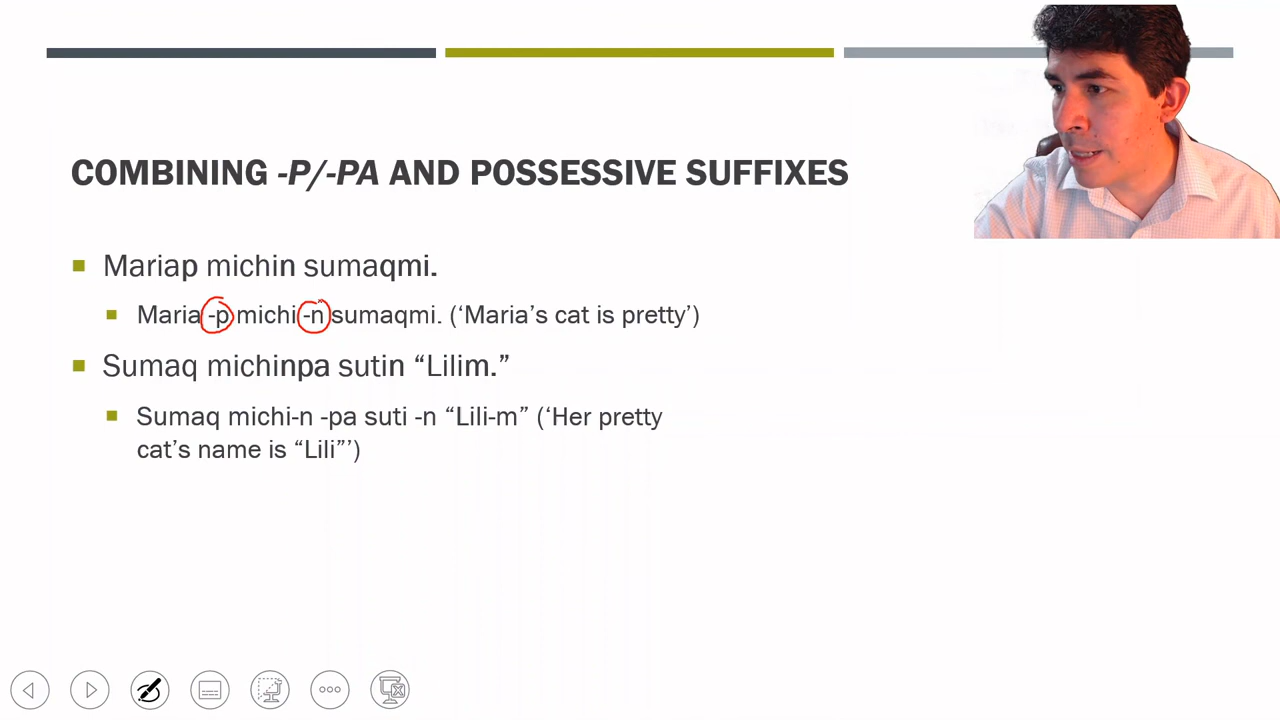 COMBINING -P/-PA AND POSSESSIVE SUFFIXES
Mariap michin sumaqmi.
Maria -p michi -n sumaqmi. (‘Maria’s cat is pretty’)
Sumaq michinpa sutin “Lilim.”
Sumaq michi-n -pa suti -n “Lili-m” (‘Her pretty
cat’s name is “Lili”’)